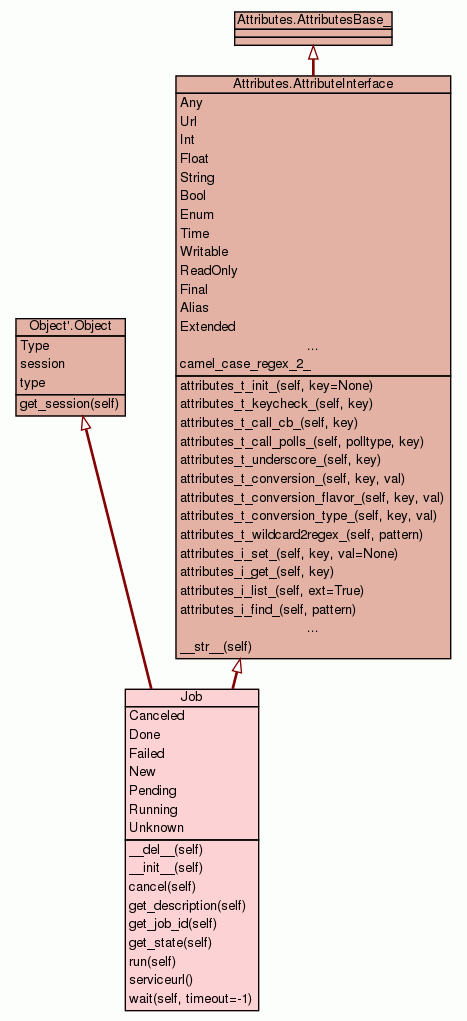 Attributes.AttributesBase_
Attributes.AttributeInterface
Any
Url
Int
Float
String
Bool
Enum
Time
Writable
ReadOnly
Final
Alias
Extended
...
camel_case_regex_2_
attributes_t_init_(self, key=None)
attributes_t_keycheck_(self, key)
attributes_t_call_cb_(self, key)
attributes_t_call_polls_(self, polltype, key)
attributes_t_underscore_(self, key)
attributes_t_conversion_(self, key, val)
attributes_t_conversion_flavor_(self, key, val)
attributes_t_conversion_type_(self, key, val)
attributes_t_wildcard2regex_(self, pattern)
attributes_i_set_(self, key, val=None)
attributes_i_get_(self, key)
attributes_i_list_(self, ext=True)
attributes_i_find_(self, pattern)
...
__str__(self)
Object'.Object
Type
session
type
get_session(self)
Job
Canceled
Done
Failed
New
Pending
Running
Unknown
__del__(self)
__init__(self)
cancel(self)
get_description(self)
get_job_id(self)
get_state(self)
run(self)
serviceurl()
wait(self, timeout=-1)